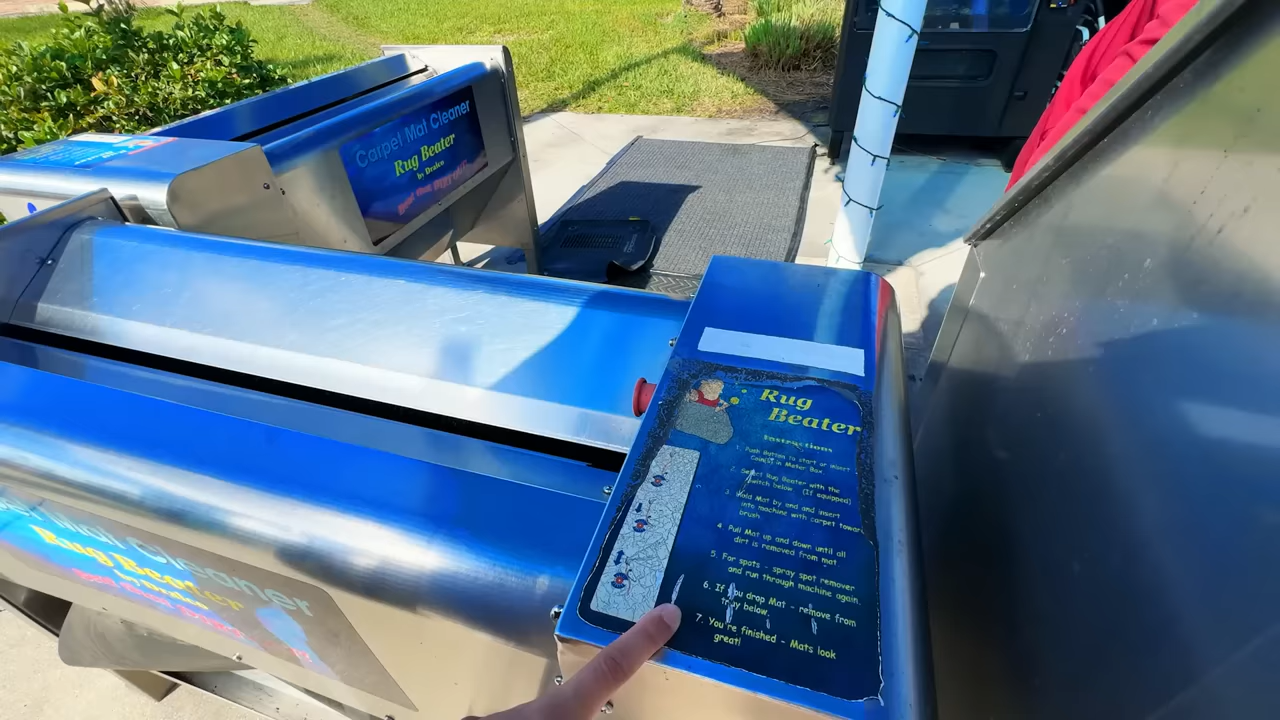 Carpet Mat Cleaner
Rug Beater
by Dralco
Rug
Beater
Instructions
1. Push Button to start or insert
Coin(s) in Meter Box
2. Select Rug Beater with the
switch below (If equipped)
3. Hold Mat by end and insert
into machine with carpet toward
brush
4. Pull Mat up and down until all
dirt is removed from mat
5. For spots - spray spot remover
and run through machine again.
6. If you drop Mat - remove from
tray below.
7. You're finished - Mats look
great!
Mat Cleaner
Rug Beater
by Dralco